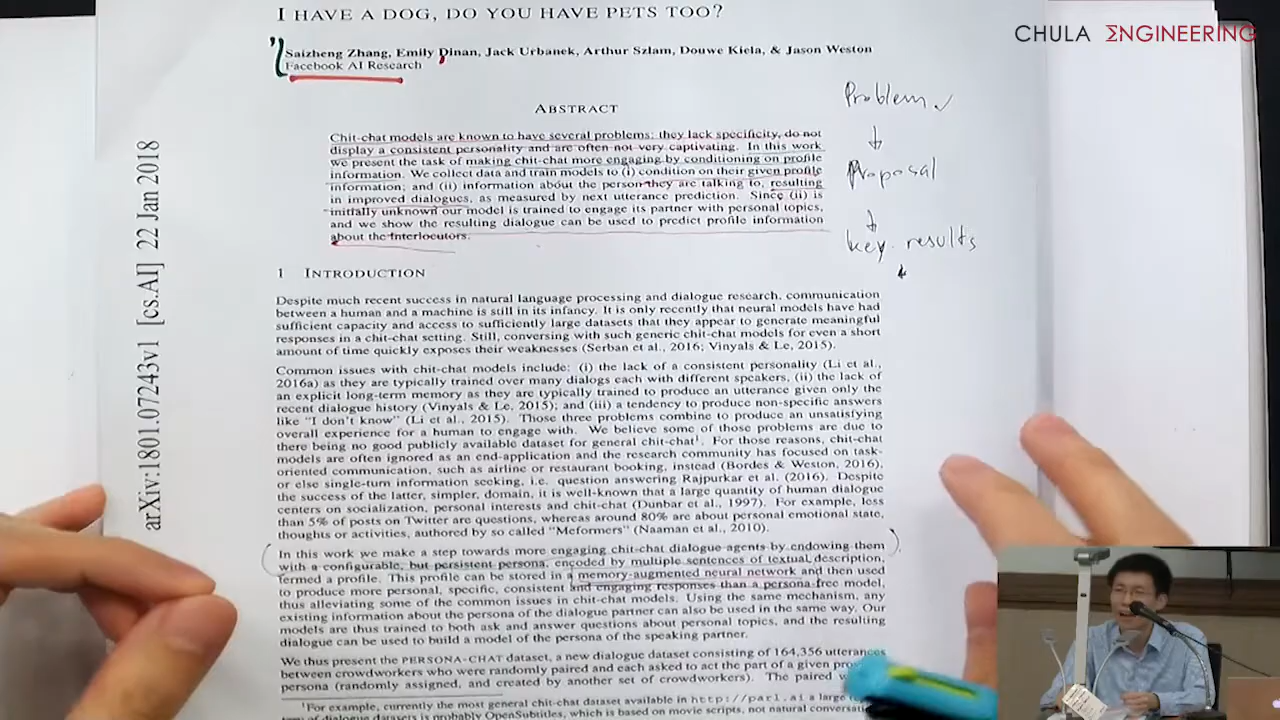 I HAVE A DOG, DO YOU HAVE PETS TOO?
CHULA ΣNGINEERING
Saizheng Zhang, Emily Dinan, Jack Urbanek, Arthur Szlam, Douwe Kiela, & Jason Weston
Facebook AI Research
Problem ✓
ABSTRACT
Chit-chat models are known to have several problems: they lack specificity, do not
display a consistent personality and are often not very captivating. In this work
we present the task of making chit-chat more engaging by conditioning on profile
information. We collect data and train models to (i) condition on their given profile
information; and (ii) information about the person they are talking to, resulting
in improved dialogues, as measured by next utterance prediction. Since (ii) is
initially unknown our model is trained to engage its partner with personal topics,
and we show the resulting dialogue can be used to predict profile information
about the interlocutors.
Proposal
key results
arXiv:1801.07243v1 [cs.AI] 22 Jan 2018
1 INTRODUCTION
Despite much recent success in natural language processing and dialogue research, communication
between a human and a machine is still in its infancy. It is only recently that neural models have had
sufficient capacity and access to sufficiently large datasets that they appear to generate meaningful
responses in a chit-chat setting. Still, conversing with such generic chit-chat models for even a short
amount of time quickly exposes their weaknesses (Serban et al., 2016; Vinyals & Le, 2015).
Common issues with chit-chat models include: (i) the lack of a consistent personality (Li et al.,
2016a) as they are typically trained over many dialogs each with different speakers, (ii) the lack of
an explicit long-term memory as they are typically trained to produce an utterance given only the
recent dialogue history (Vinyals & Le, 2015); and (iii) a tendency to produce non-specific answers
like "I don't know" (Li et al., 2015). Those three problems combine to produce an unsatisfying
overall experience for a human to engage with. We believe some of those problems are due to
there being no good publicly available dataset for general chit-chat¹. For those reasons, chit-chat
models are often ignored as an end-application and the research community has focused on task-
oriented communication, such as airline or restaurant booking, instead (Bordes & Weston, 2016),
or else single-turn information seeking, i.e. question answering Rajpurkar et al. (2016). Despite
the success of the latter, simpler, domain, it is well-known that a large quantity of human dialogue
centers on socialization, personal interests and chit-chat (Dunbar et al., 1997). For example, less
than 5% of posts on Twitter are questions, whereas around 80% are about personal emotional state,
thoughts or activities, authored by so called "Meformers" (Naaman et al., 2010).
In this work we make a step towards more engaging chit-chat dialogue agents by endowing them
with a configurable, but persistent persona, encoded by multiple sentences of textual description,
termed a profile. This profile can be stored in a memory-augmented neural network and then used
to produce more personal, specific, consistent and engaging responses than a persona-free model,
thus alleviating some of the common issues in chit-chat models. Using the same mechanism, any
existing information about the persona of the dialogue partner can also be used in the same way. Our
models are thus trained to both ask and answer questions about personal topics, and the resulting
dialogue can be used to build a model of the persona of the speaking partner.
We thus present the PERSONA-CHAT dataset, a new dialogue dataset consisting of 164,356 utterances
between crowdworkers who were randomly paired and each asked to act the part of a given
persona (randomly assigned, and created by another set of crowdworkers). The paired
¹For example, currently the most general chit-chat dataset available in http://parl.ai a large
of dialogue datasets is probably OpenSubtitles, which is based on movie scripts, not natural